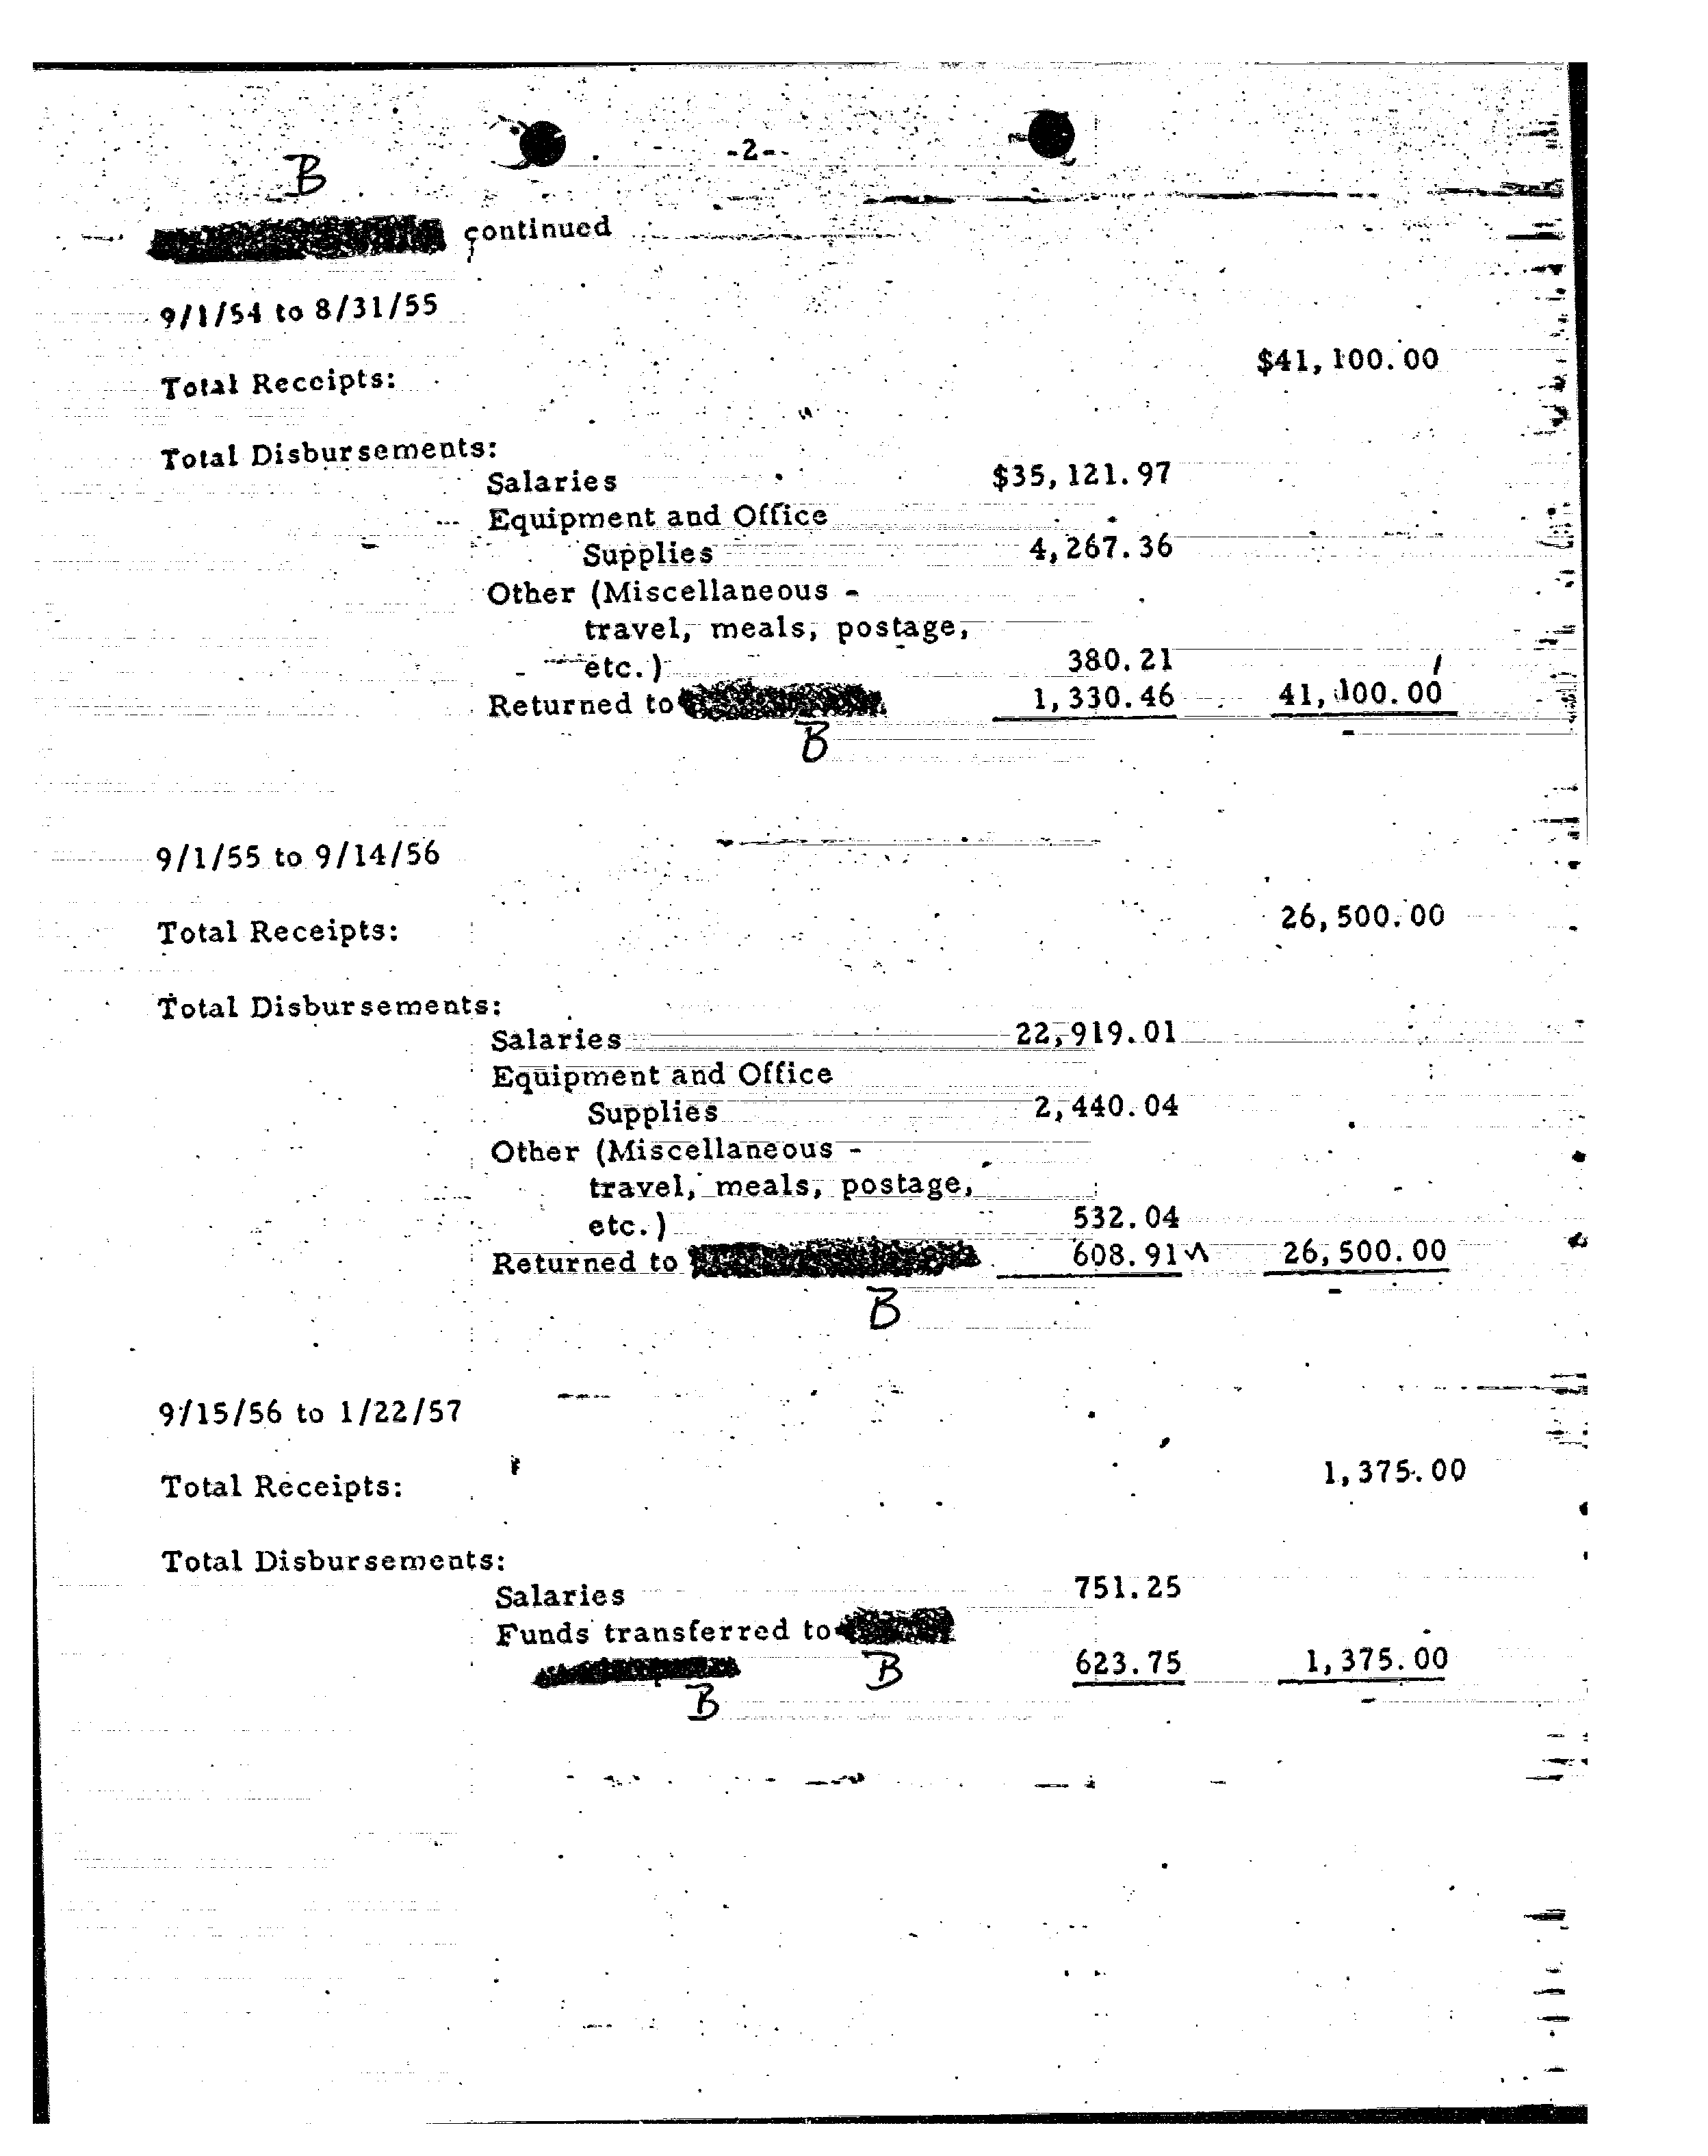 -2-
B
continued
9/1/54 to 8/31/55
Total Receipts: $41,100.00
Total Disbursements:
Salaries $35,121.97
Equipment and Office
Supplies 4,267.36
Other (Miscellaneous -
travel, meals, postage,
etc.) 380.21
Returned to 1,330.46 41,100.00
B
9/1/55 to 9/14/56
Total Receipts: 26,500.00
Total Disbursements:
Salaries 22,919.01
Equipment and Office
Supplies 2,440.04
Other (Miscellaneous -
travel, meals, postage,
etc.) 532.04
Returned to 608.91 26,500.00
B
9/15/56 to 1/22/57
Total Receipts: 1,375.00
Total Disbursements:
Salaries 751.25
Funds transferred to
623.75 1,375.00
B
B